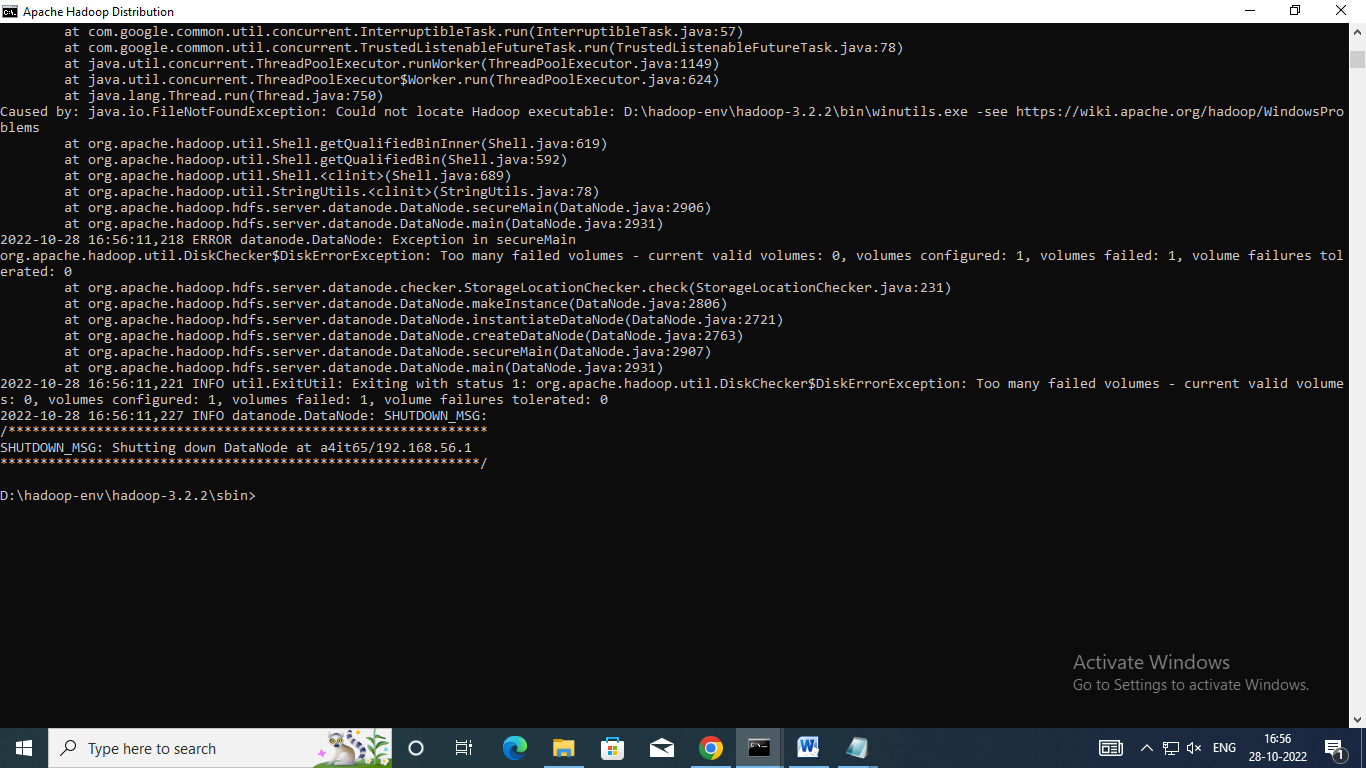 Apache Hadoop Distribution
at com.google.common.util.concurrent.InterruptibleTask.run(InterruptibleTask.java:57)
at com.google.common.util.concurrent.TrustedListenableFutureTask.run(TrustedListenableFutureTask.java:78)
at java.util.concurrent.ThreadPoolExecutor.runWorker(ThreadPoolExecutor.java:1149)
at java.util.concurrent.ThreadPoolExecutor$Worker.run(ThreadPoolExecutor.java:624)
at java.lang.Thread.run(Thread.java:750)
Caused by: java.io.FileNotFoundException: Could not locate Hadoop executable: D:\hadoop-env\hadoop-3.2.2\bin\winutils.exe -see https://wiki.apache.org/hadoop/WindowsPro
blems
at org.apache.hadoop.util.Shell.getQualifiedBinInner(Shell.java:619)
at org.apache.hadoop.util.Shell.getQualifiedBin(Shell.java:592)
at org.apache.hadoop.util.Shell.<clinit>(Shell.java:689)
at org.apache.hadoop.util.StringUtils.<clinit>(StringUtils.java:78)
at org.apache.hadoop.hdfs.server.datanode.DataNode.secureMain(DataNode.java:2906)
at org.apache.hadoop.hdfs.server.datanode.DataNode.main(DataNode.java:2931)
2022-10-28 16:56:11,218 ERROR datanode.DataNode: Exception in secureMain
org.apache.hadoop.util.DiskChecker$DiskErrorException: Too many failed volumes - current valid volumes: 0, volumes configured: 1, volumes failed: 1, volume failures tol
erated: 0
at org.apache.hadoop.hdfs.server.datanode.checker.StorageLocationChecker.check(StorageLocationChecker.java:231)
at org.apache.hadoop.hdfs.server.datanode.DataNode.makeInstance(DataNode.java:2806)
at org.apache.hadoop.hdfs.server.datanode.DataNode.instantiateDataNode(DataNode.java:2721)
at org.apache.hadoop.hdfs.server.datanode.DataNode.createDataNode(DataNode.java:2763)
at org.apache.hadoop.hdfs.server.datanode.DataNode.secureMain(DataNode.java:2907)
at org.apache.hadoop.hdfs.server.datanode.DataNode.main(DataNode.java:2931)
2022-10-28 16:56:11,221 INFO util.ExitUtil: Exiting with status 1: org.apache.hadoop.util.DiskChecker$DiskErrorException: Too many failed volumes - current valid volume
s: 0, volumes configured: 1, volumes failed: 1, volume failures tolerated: 0
2022-10-28 16:56:11,227 INFO datanode.DataNode: SHUTDOWN_MSG:
/************************************************************
SHUTDOWN_MSG: Shutting down DataNode at a4it65/192.168.56.1
************************************************************/
D:\hadoop-env\hadoop-3.2.2\sbin>
Activate Windows
Go to Settings to activate Windows.
Type here to search
ENG
16:56
28-10-2022
1